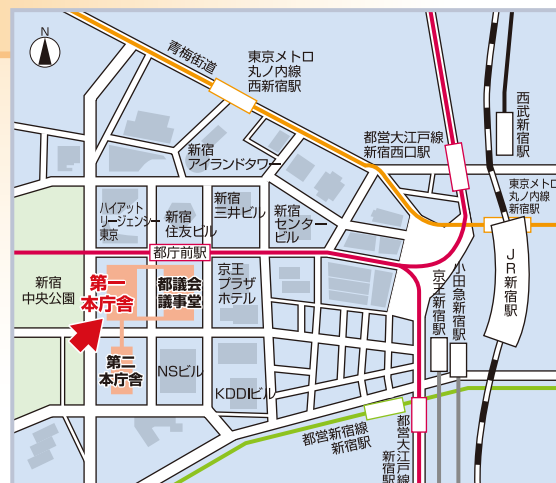 N
青梅街道
東京メトロ
丸ノ内線
西新宿駅
西武新宿駅
都営大江戸線
新宿西口駅
新宿
アイランドタワー
東京メトロ
丸ノ内線
新宿駅
ハイアット
リージェンシー
東京
新宿
住友ビル
新宿
三井ビル
新宿
センター
ビル
都庁前駅
JR新宿駅
新宿
中央公園
第一
本庁舎
都議会
議事堂
京王
プラザ
ホテル
小田急新宿駅
京王新宿駅
第二
本庁舎
NSビル
KDDIビル
都営新宿線
新宿駅
都営大江戸線
新宿駅